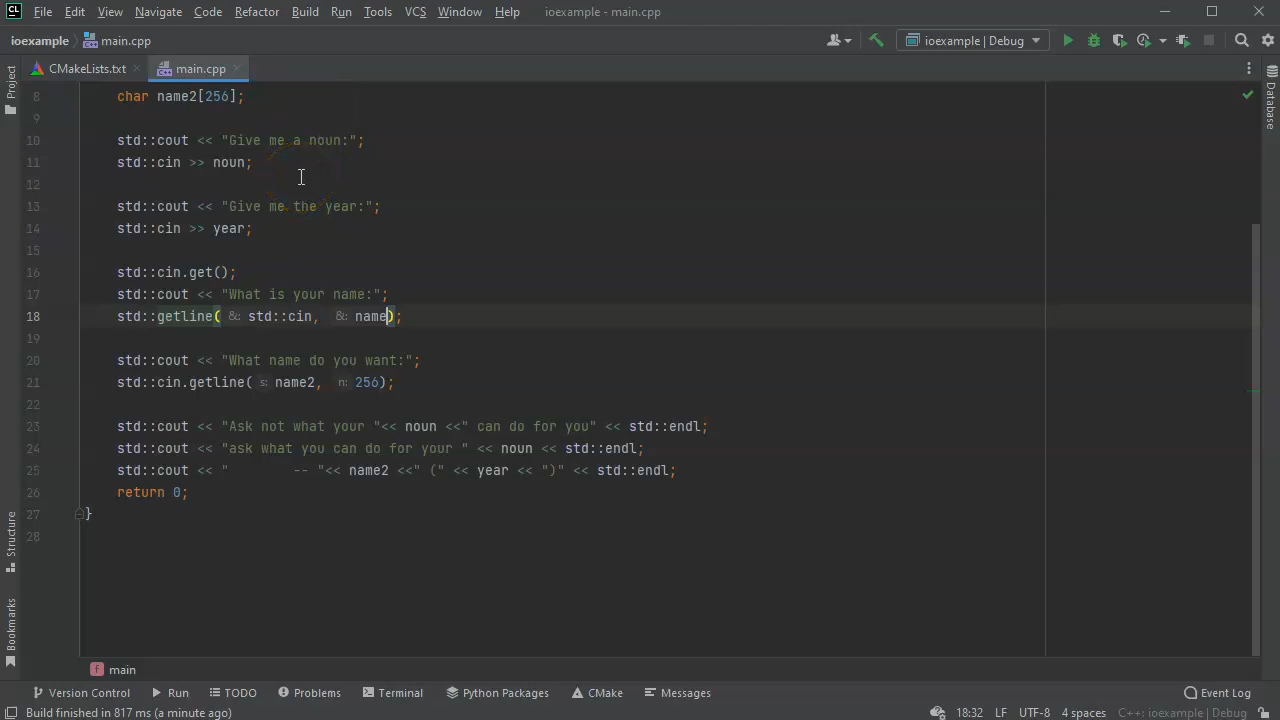 CL File Edit View Navigate Code Refactor Build Run Tools VCS Window Help ioexample - main.cpp
ioexample main.cpp ioexample | Debug
CMakeLists.txt main.cpp
Project
Database
8 char name2[256];
9
10 std::cout << "Give me a noun:";
11 std::cin >> noun;
12
13 std::cout << "Give me the year:";
14 std::cin >> year;
15
16 std::cin.get();
17 std::cout << "What is your name:";
18 std::getline( &: std::cin, &: name);
19
20 std::cout << "What name do you want:";
21 std::cin.getline( s: name2, n: 256);
22
23 std::cout << "Ask not what your "<< noun <<" can do for you" << std::endl;
24 std::cout << "ask what you can do for your " << noun << std::endl;
25 std::cout << "        -- "<< name2 <<" (" << year << ")" << std::endl;
26 return 0;
27 }
28
Structure
Bookmarks
f main
Version Control Run TODO Problems Terminal Python Packages CMake Messages Event Log
Build finished in 817 ms (a minute ago) 18:32 LF UTF-8 4 spaces C++: ioexample | Debug